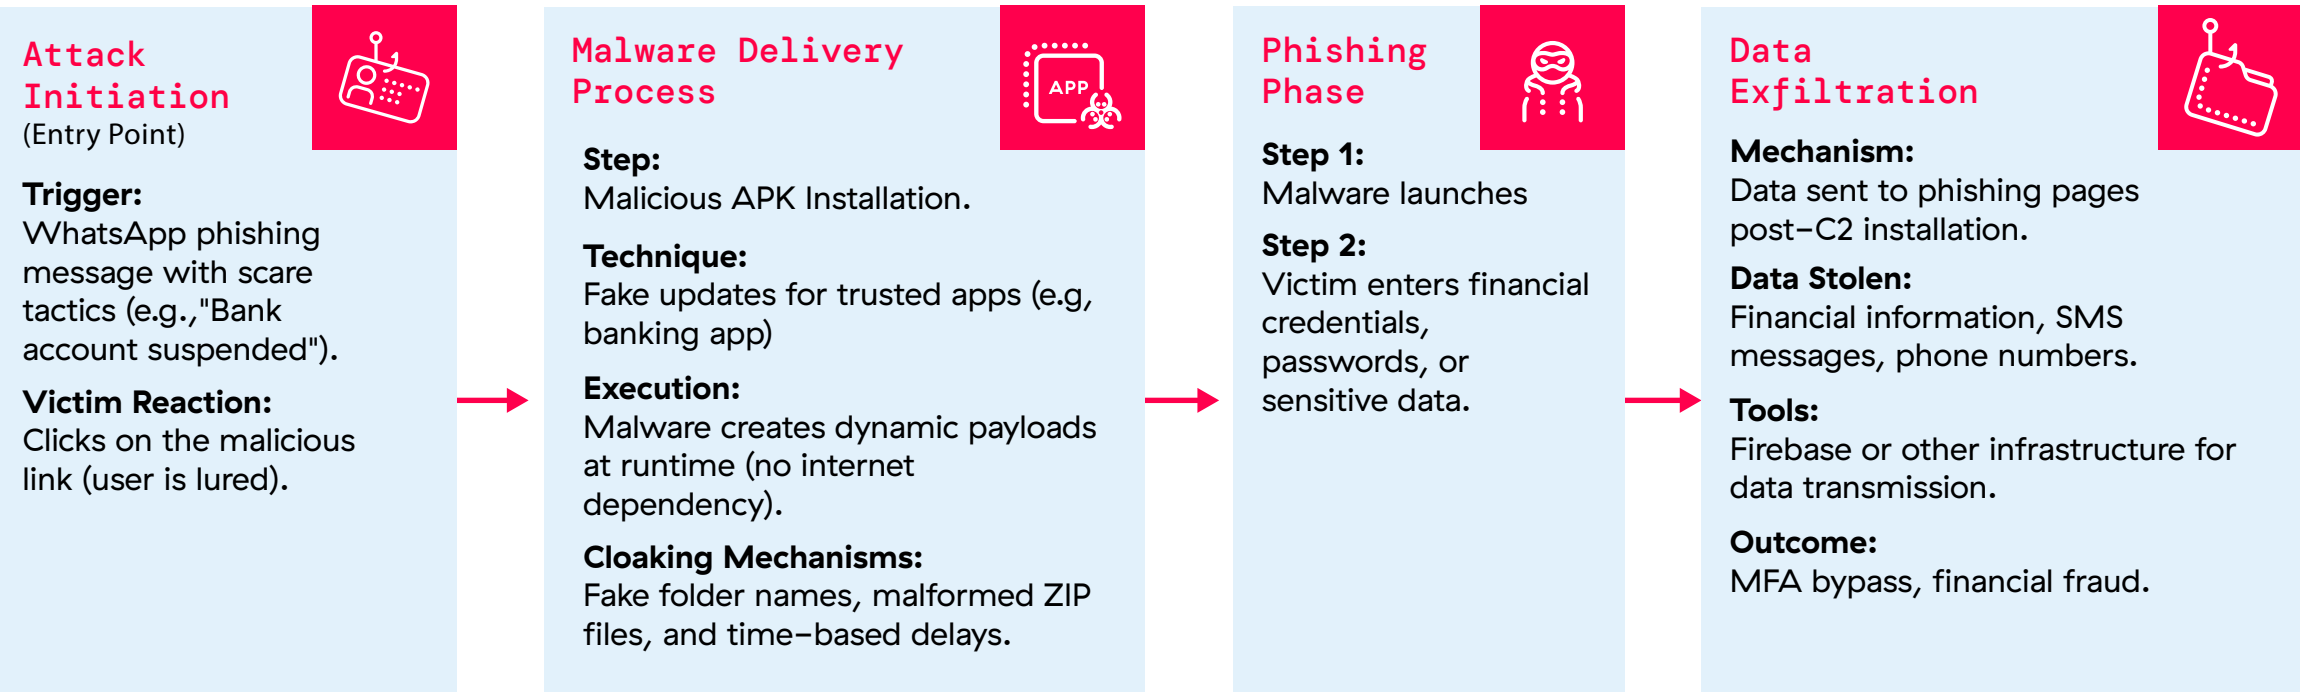 Attack
Initiation
(Entry Point)
Trigger:
WhatsApp phishing
message with scare
tactics (e.g.,"Bank
account suspended").
Victim Reaction:
Clicks on the malicious
link (user is lured).
Malware Delivery
Process
APP
Step:
Malicious APK Installation.
Technique:
Fake updates for trusted apps (e.g,
banking app)
Execution:
Malware creates dynamic payloads
at runtime (no internet
dependency).
Cloaking Mechanisms:
Fake folder names, malformed ZIP
files, and time-based delays.
Phishing
Phase
Step 1:
Malware launches
Step 2:
Victim enters financial
credentials,
passwords, or
sensitive data.
Data
Exfiltration
Mechanism:
Data sent to phishing pages
post-C2 installation.
Data Stolen:
Financial information, SMS
messages, phone numbers.
Tools:
Firebase or other infrastructure for
data transmission.
Outcome:
MFA bypass, financial fraud.